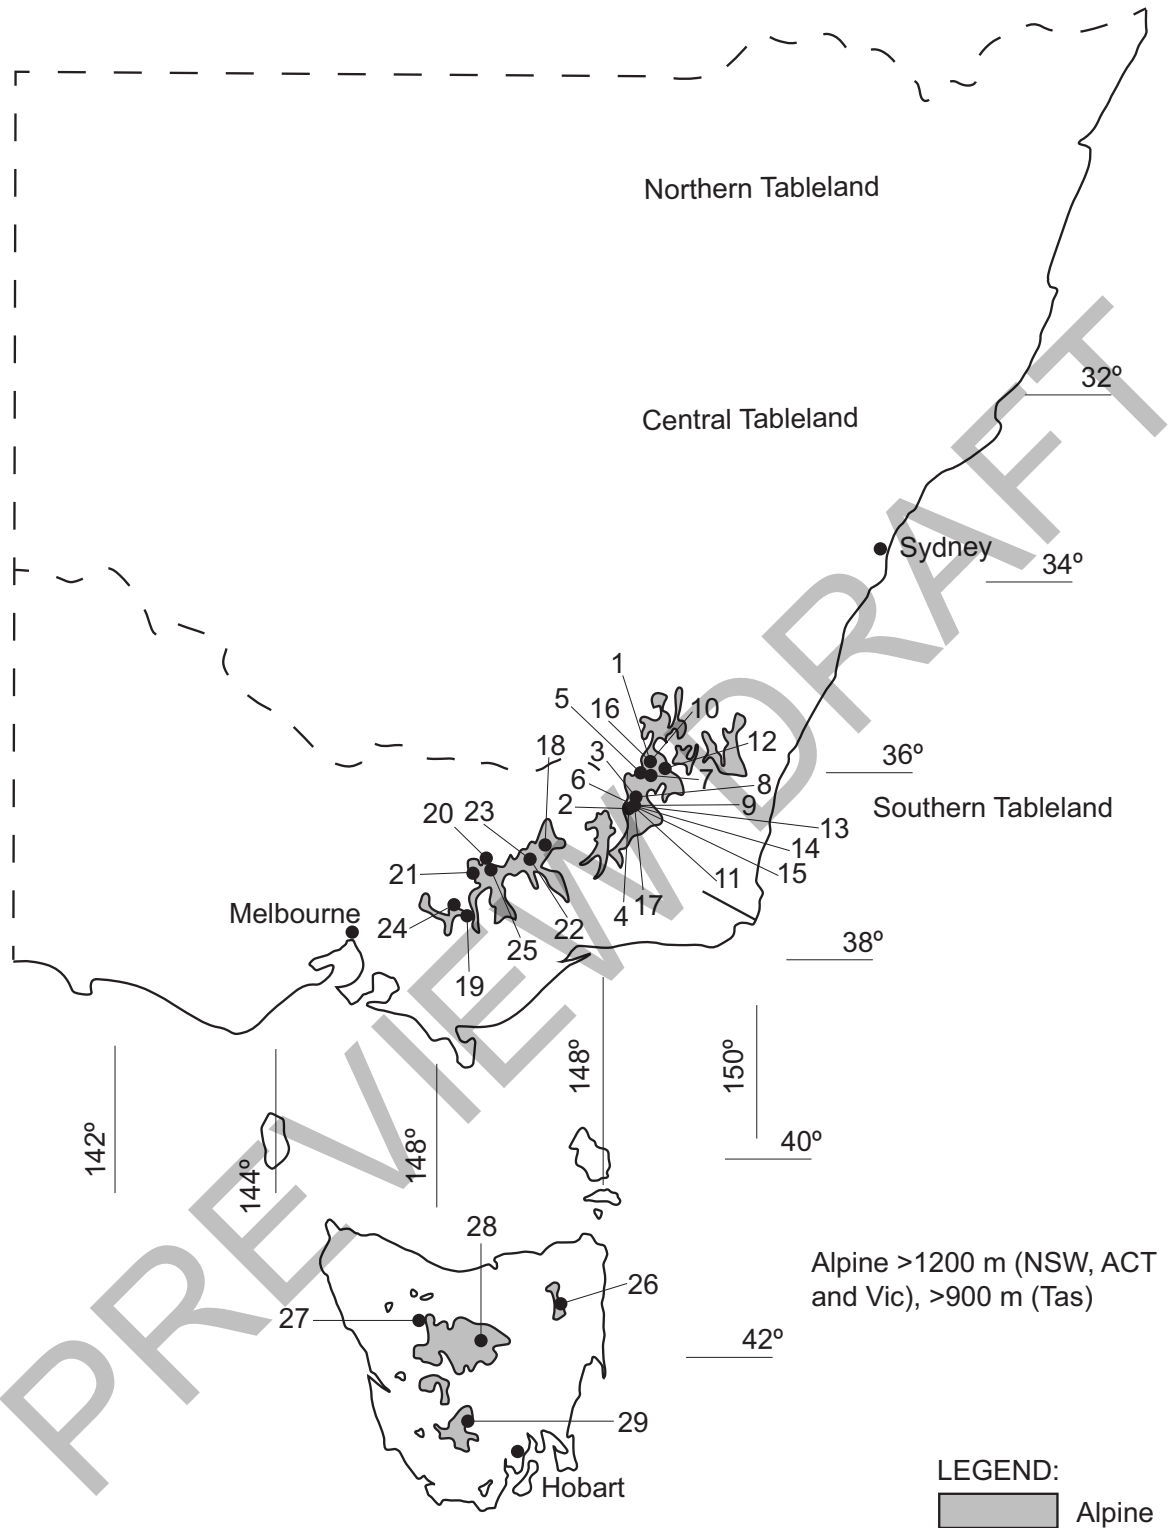 Northern Tableland
32º
Central Tableland
Sydney
34º
1
5
16
10
18
3
12
36º
6
7
8
2
9
Southern Tableland
20
23
13
14
21
11
15
4
17
Melbourne
24
22
25
38º
19
148º
150º
142º
144º
148º
40º
28
Alpine >1200 m (NSW, ACT
and Vic), >900 m (Tas)
26
27
42º
29
Hobart
LEGEND:
Alpine
PREVIEW DRAFT